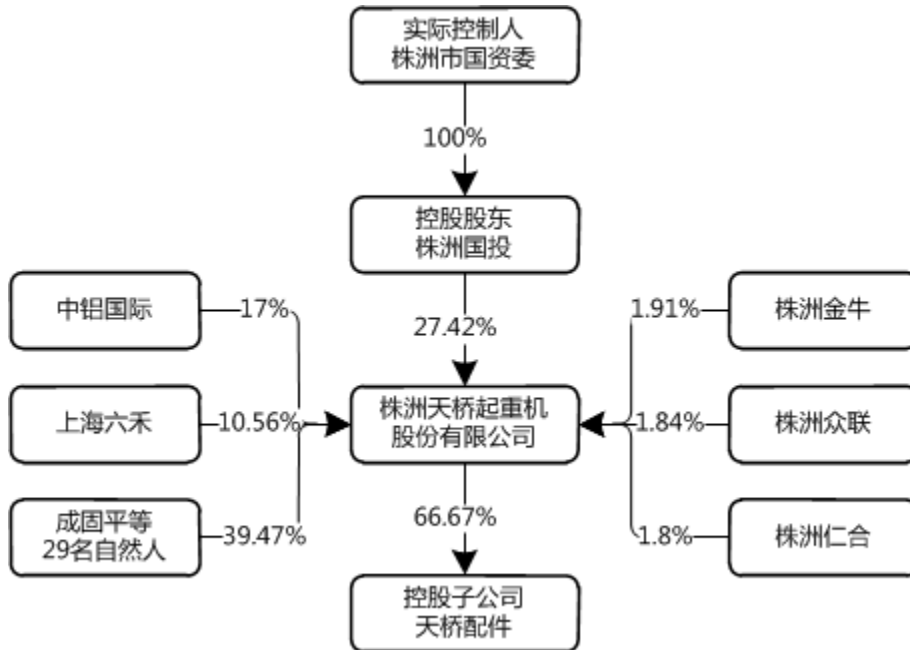 实际控制人
株洲市国资委
100%
控股股东
株洲国投
27.42%
中铝国际
17%
1.91%
株洲金牛
上海六禾
10.56%
株洲天桥起重机
股份有限公司
1.84%
株洲众联
成固平等
29名自然人
39.47%
66.67%
1.8%
株洲仁合
控股子公司
天桥配件